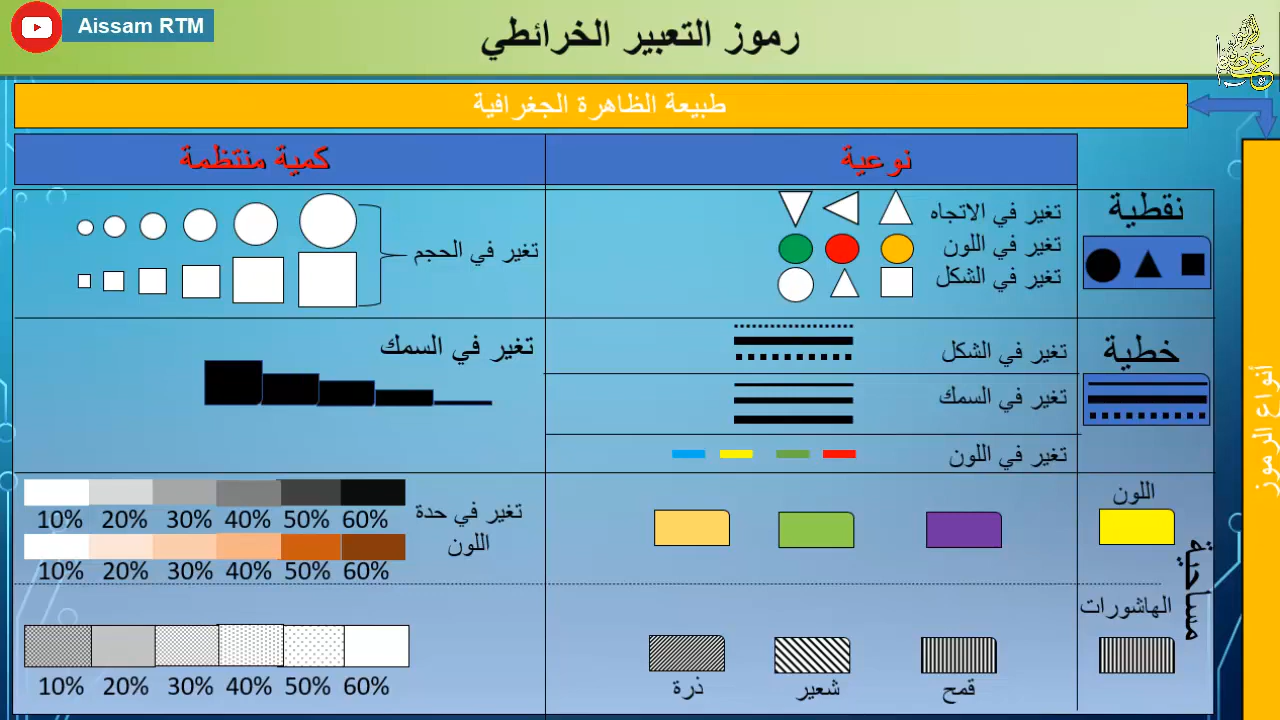 Aissam RTM
رموز التعبير الخرائطي
طبيعة الظاهرة الجغرافية
أنواع الرموز
نوعية
كمية منتظمة
نقطية
تغير في الاتجاه
تغير في اللون
تغير في الشكل
تغير في الحجم
خطية
تغير في الشكل
تغير في السمك
تغير في اللون
تغير في السمك
مساحية
اللون
تغير في حدة
اللون
10% 20% 30% 40% 50% 60%
10% 20% 30% 40% 50% 60%
الهاشورات
قمح
شعير
ذرة
10% 20% 30% 40% 50% 60%